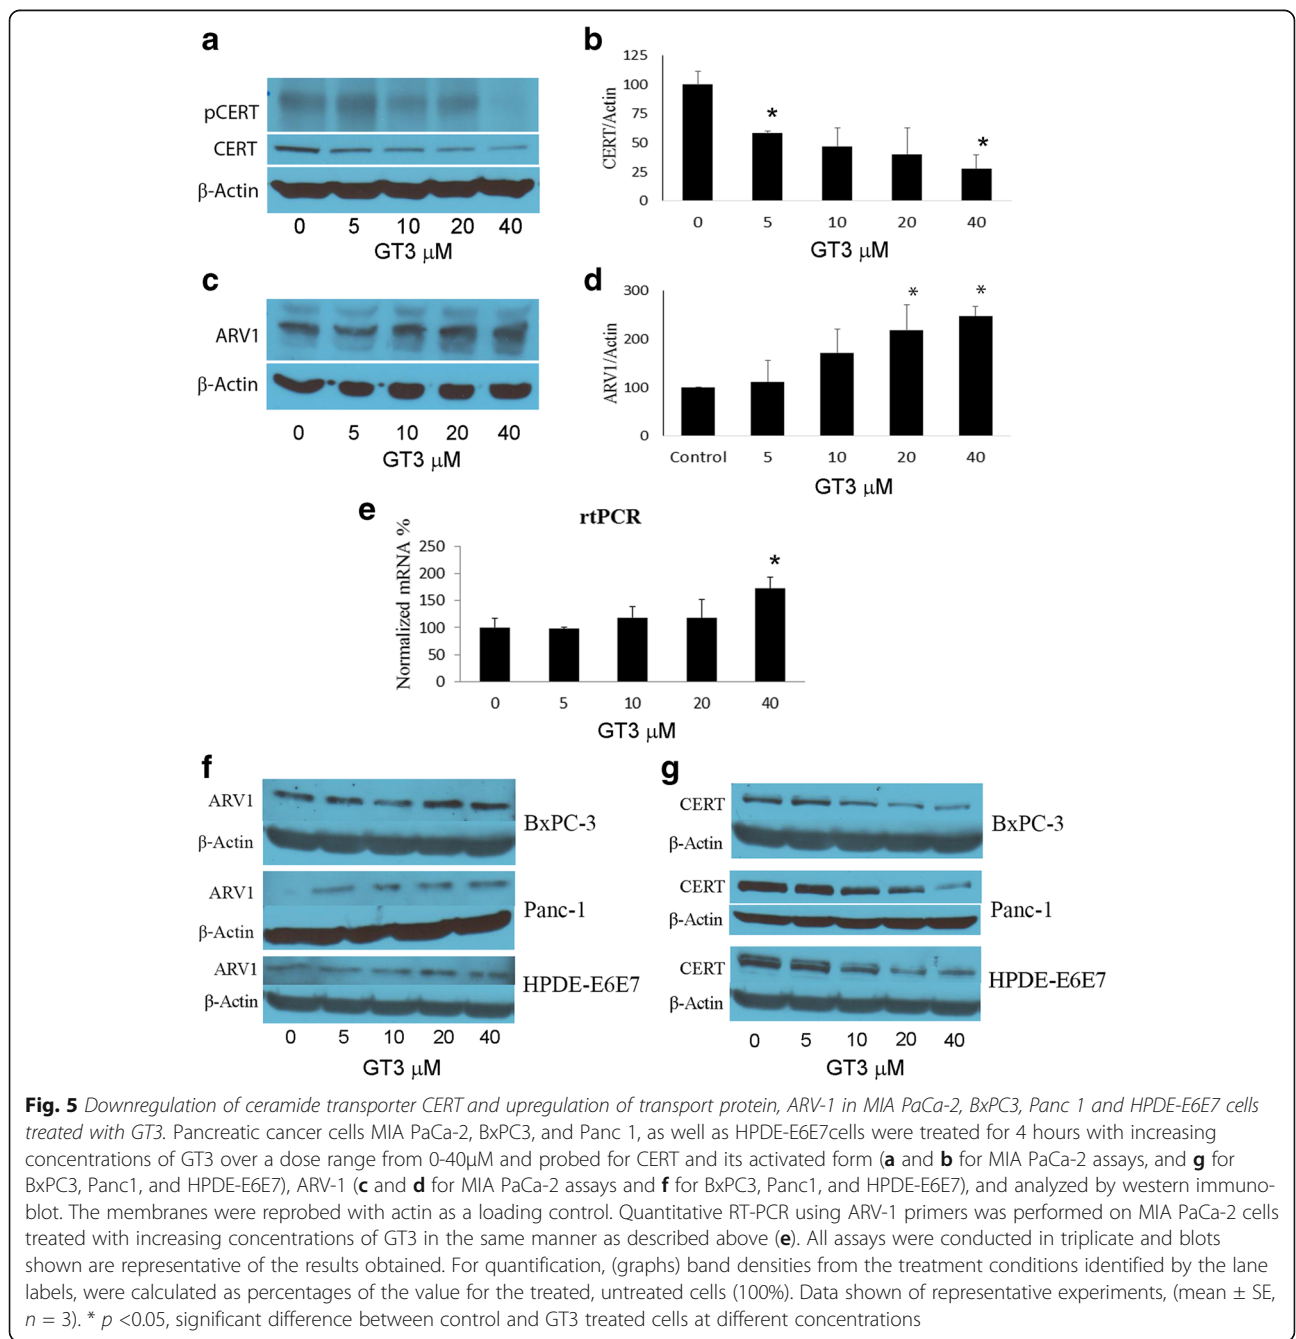 a
pCERT
CERT
β-Actin
0 5 10 20 40
GT3 μM
b
125
100
75
50
25
0
CERT/Actin
*
*
0 5 10 20 40
GT3 μM
c
ARV1
β-Actin
0 5 10 20 40
GT3 μM
d
300
200
100
0
ARV1/Actin
*
*
Control 5 10 20 40
GT3 μM
e
rtPCR
Normalized mRNA %
250
200
150
100
50
0
*
0 5 10 20 40
GT3 μM
f
ARV1
β-Actin
BxPC-3
ARV1
β-Actin
Panc-1
ARV1
β-Actin
HPDE-E6E7
0 5 10 20 40
GT3 μM
g
CERT
β-Actin
BxPC-3
CERT
β-Actin
Panc-1
CERT
β-Actin
HPDE-E6E7
0 5 10 20 40
GT3 μM
Fig. 5 Downregulation of ceramide transporter CERT and upregulation of transport protein, ARV-1 in MIA PaCa-2, BxPC3, Panc 1 and HPDE-E6E7 cells
treated with GT3. Pancreatic cancer cells MIA PaCa-2, BxPC3, and Panc 1, as well as HPDE-E6E7cells were treated for 4 hours with increasing
concentrations of GT3 over a dose range from 0-40μM and probed for CERT and its activated form (a and b for MIA PaCa-2 assays, and g for
BxPC3, Panc1, and HPDE-E6E7), ARV-1 (c and d for MIA PaCa-2 assays and f for BxPC3, Panc1, and HPDE-E6E7), and analyzed by western immuno-
blot. The membranes were reprobed with actin as a loading control. Quantitative RT-PCR using ARV-1 primers was performed on MIA PaCa-2 cells
treated with increasing concentrations of GT3 in the same manner as described above (e). All assays were conducted in triplicate and blots
shown are representative of the results obtained. For quantification, (graphs) band densities from the treatment conditions identified by the lane
labels, were calculated as percentages of the value for the treated, untreated cells (100%). Data shown of representative experiments, (mean ± SE,
n = 3). * p <0.05, significant difference between control and GT3 treated cells at different concentrations